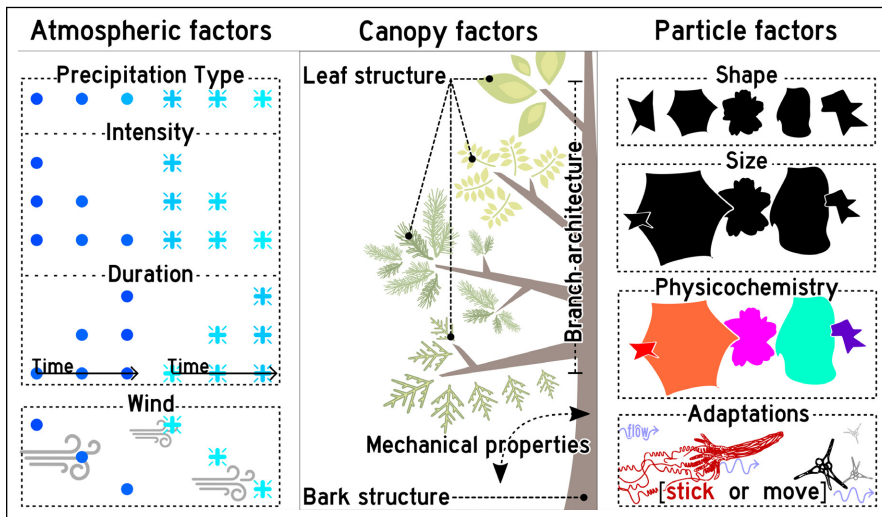 Atmospheric factors
Precipitation Type
Intensity
Duration
Time
Time
Wind
Canopy factors
Leaf structure
Branch architecture
Mechanical properties
Bark structure
Particle factors
Shape
Size
Physicochemistry
Adaptations
flow
[stick or move]